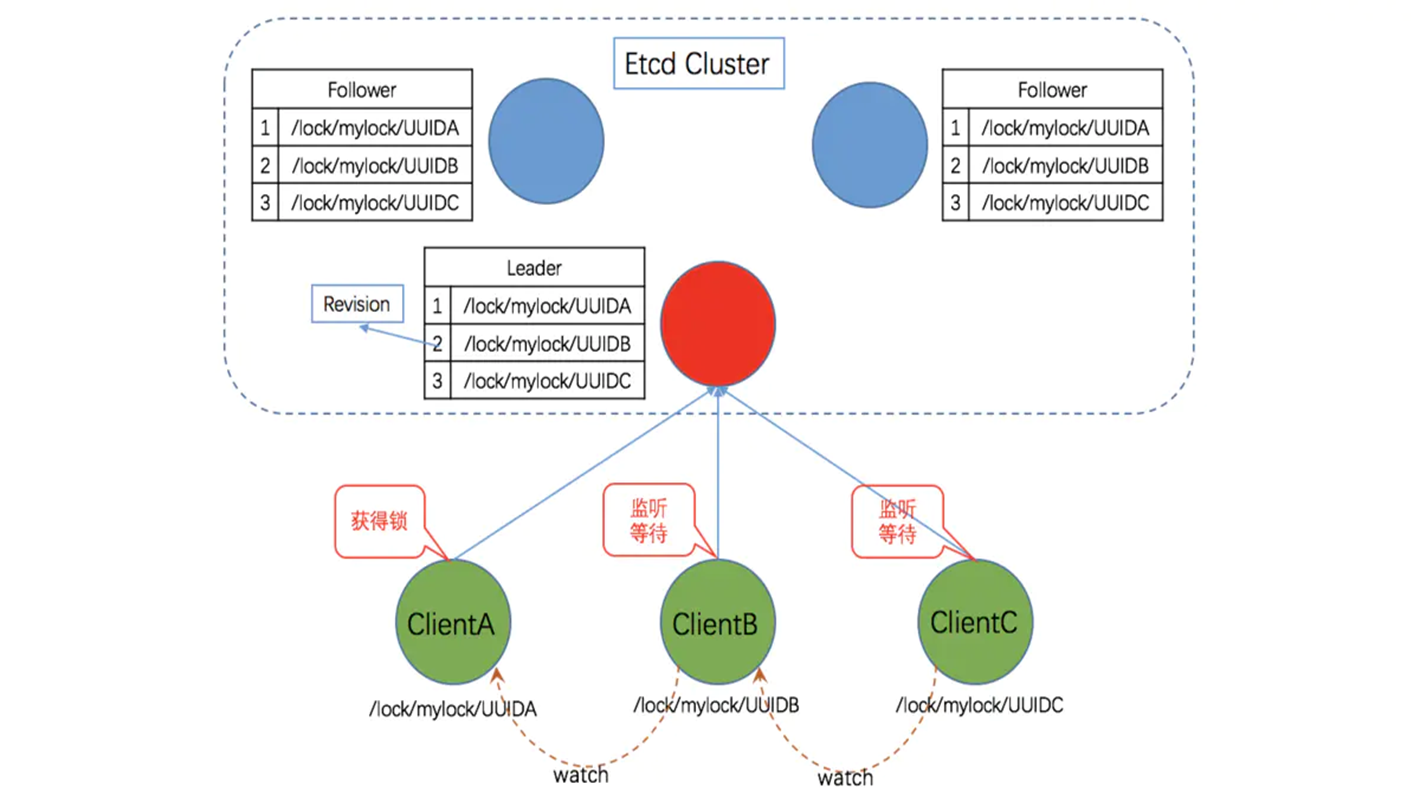 Etcd Cluster
Follower
1 /lock/mylock/UUIDA
2 /lock/mylock/UUIDB
3 /lock/mylock/UUIDC
Follower
1 /lock/mylock/UUIDA
2 /lock/mylock/UUIDB
3 /lock/mylock/UUIDC
Leader
1 /lock/mylock/UUIDA
2 /lock/mylock/UUIDB
3 /lock/mylock/UUIDC
Revision
获得锁
监听
等待
监听
等待
ClientA
ClientB
ClientC
/lock/mylock/UUIDA
/lock/mylock/UUIDB
/lock/mylock/UUIDC
watch
watch